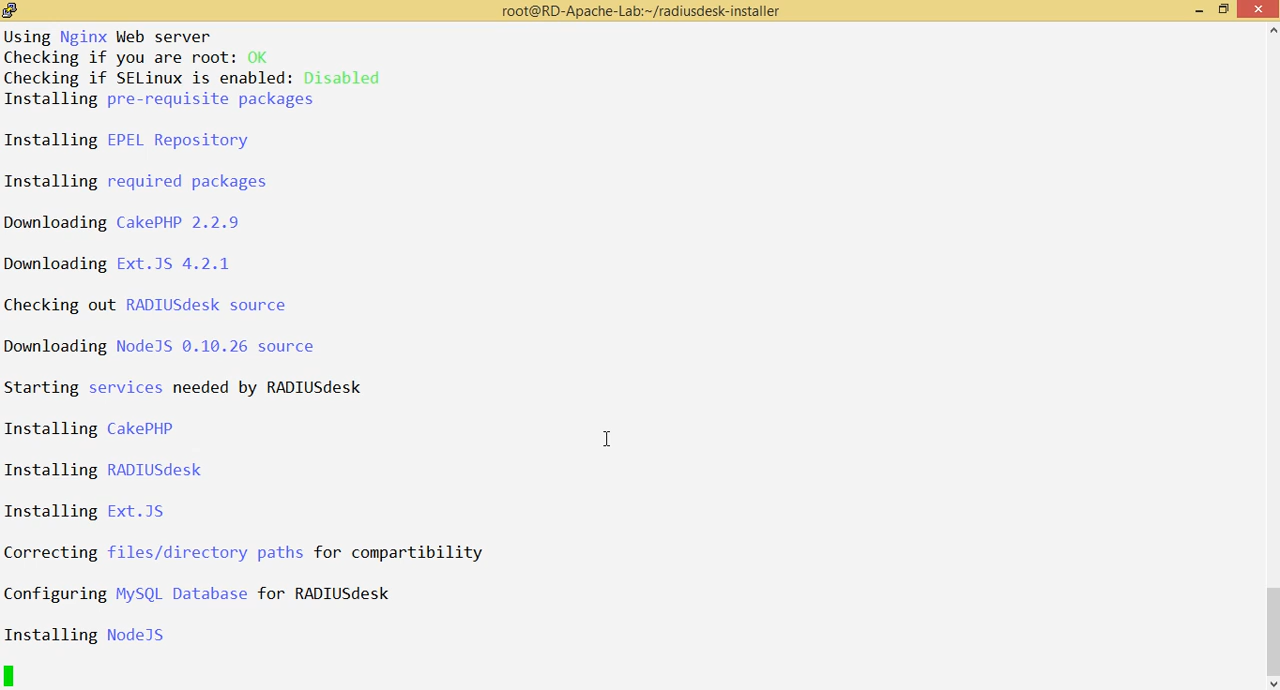 root@RD-Apache-Lab:~/radiusdesk-installer
Using Nginx Web server
Checking if you are root: OK
Checking if SELinux is enabled: Disabled
Installing pre-requisite packages
Installing EPEL Repository
Installing required packages
Downloading CakePHP 2.2.9
Downloading Ext.JS 4.2.1
Checking out RADIUSdesk source
Downloading NodeJS 0.10.26 source
Starting services needed by RADIUSdesk
Installing CakePHP
Installing RADIUSdesk
Installing Ext.JS
Correcting files/directory paths for compartibility
Configuring MySQL Database for RADIUSdesk
Installing NodeJS